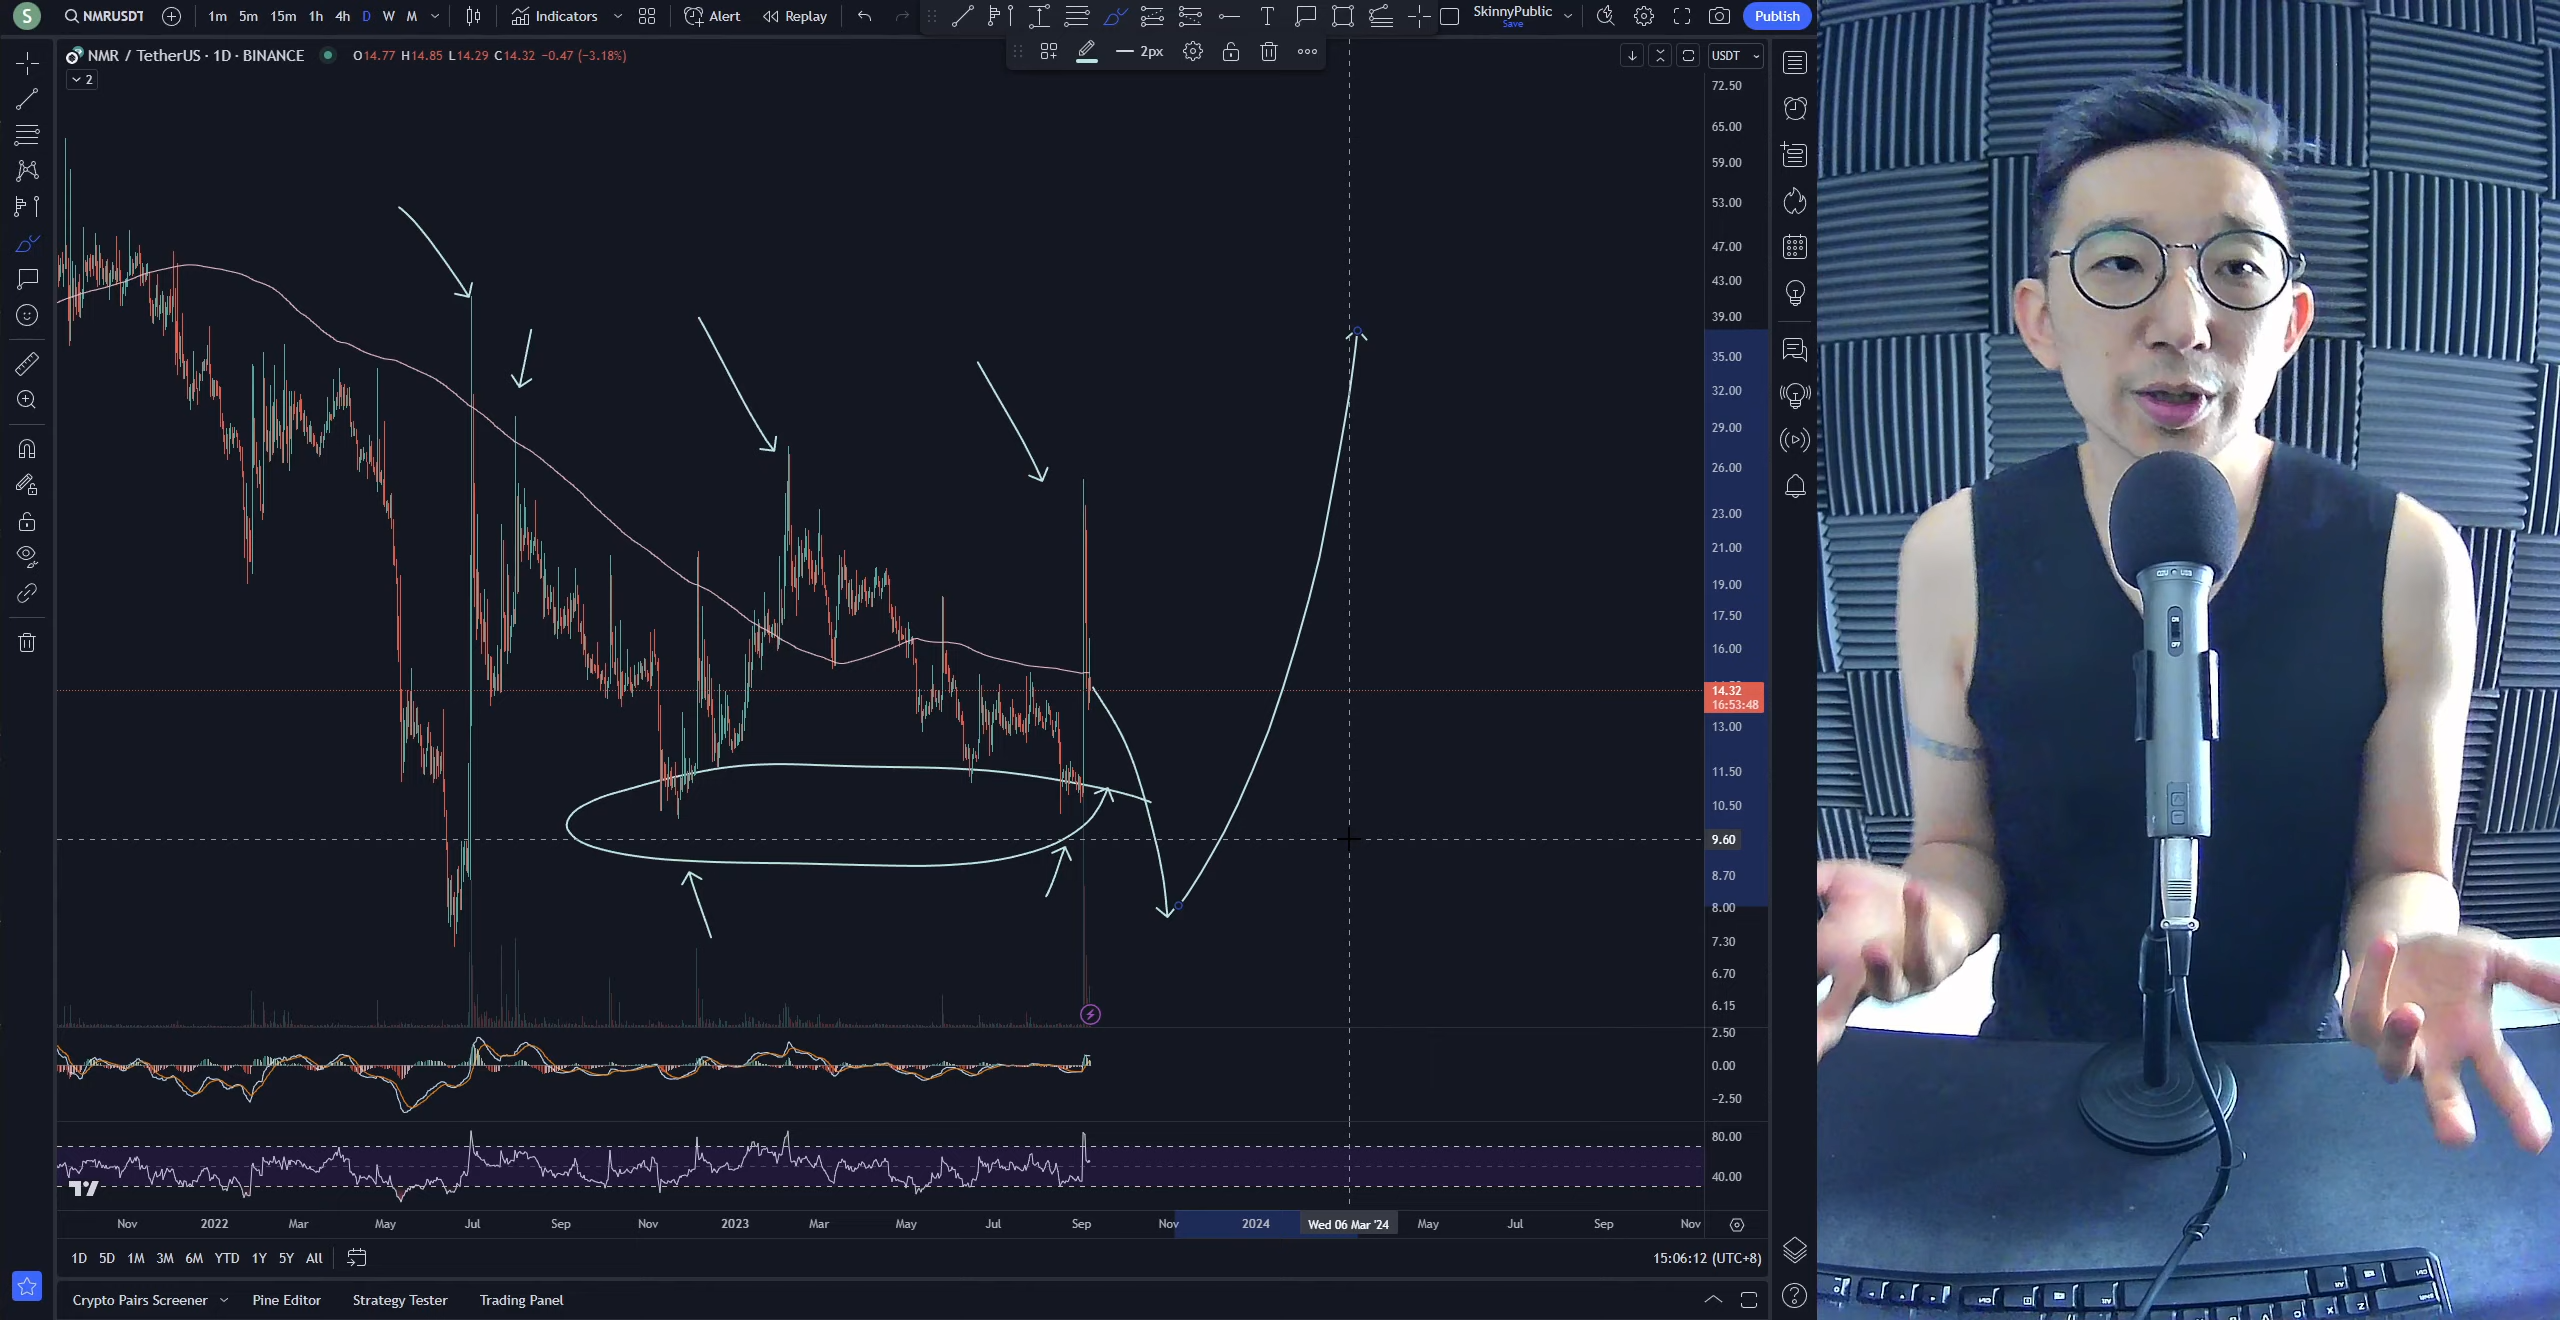 S
NMRUSDT
1m 5m 15m 1h 4h D W M
Indicators
Alert
Replay
SkinnyPublic
Save
Publish
NMR / TetherUS · 1D · BINANCE
O14.77 H14.85 L14.29 C14.32 −0.47 (−3.18%)
2px
USDT
2
72.50
65.00
59.00
53.00
47.00
43.00
39.00
35.00
32.00
29.00
26.00
23.00
21.00
19.00
17.50
16.00
14.32
16:53:48
13.00
11.50
10.50
9.60
8.70
8.00
7.30
6.70
6.15
2.50
0.00
−2.50
80.00
40.00
Nov 2022 Mar May Jul Sep Nov 2023 Mar May Jul Sep Nov 2024 Wed 06 Mar '24 May Jul Sep Nov
1D 5D 1M 3M 6M YTD 1Y 5Y All
15:06:12 (UTC+8)
Crypto Pairs Screener Pine Editor Strategy Tester Trading Panel